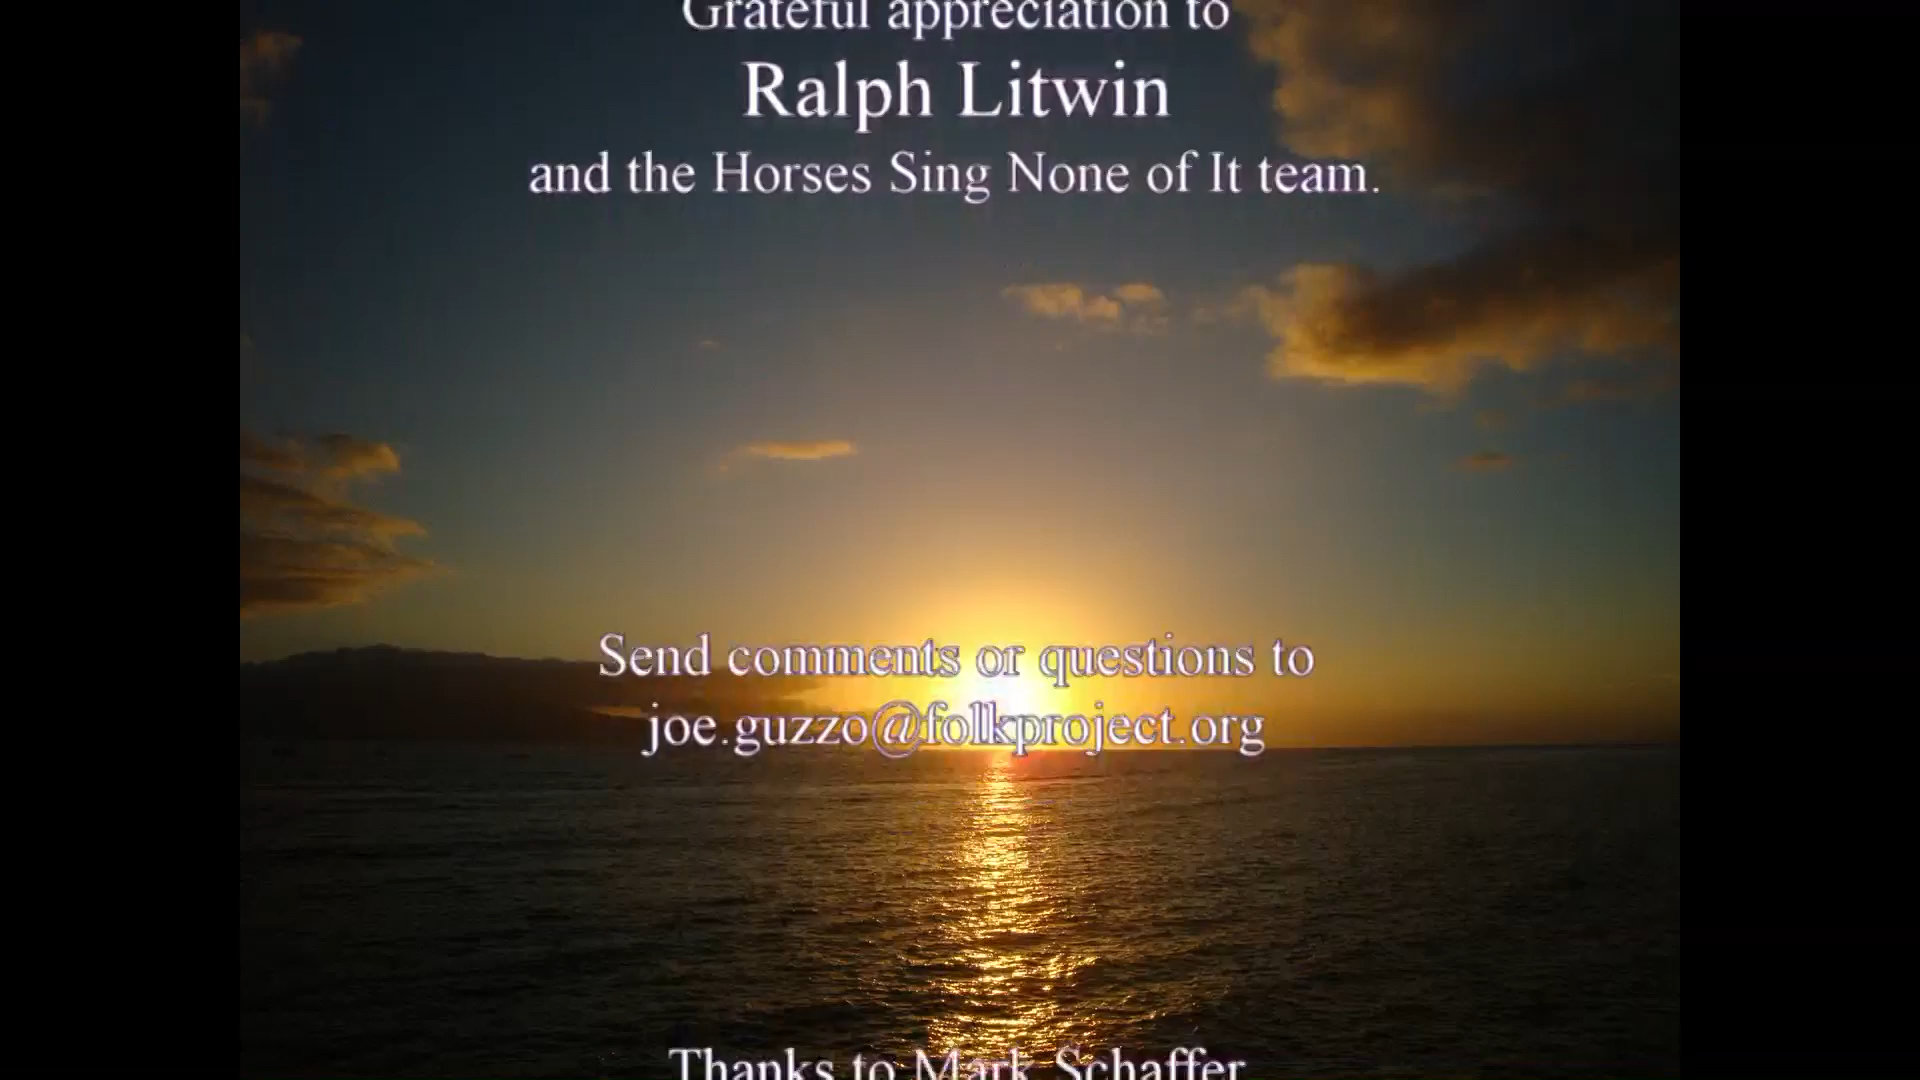 Grateful appreciation to
Ralph Litwin
and the Horses Sing None of It team.
Send comments or questions to
joe.guzzo@folkproject.org
Thanks to Mark Schaffer